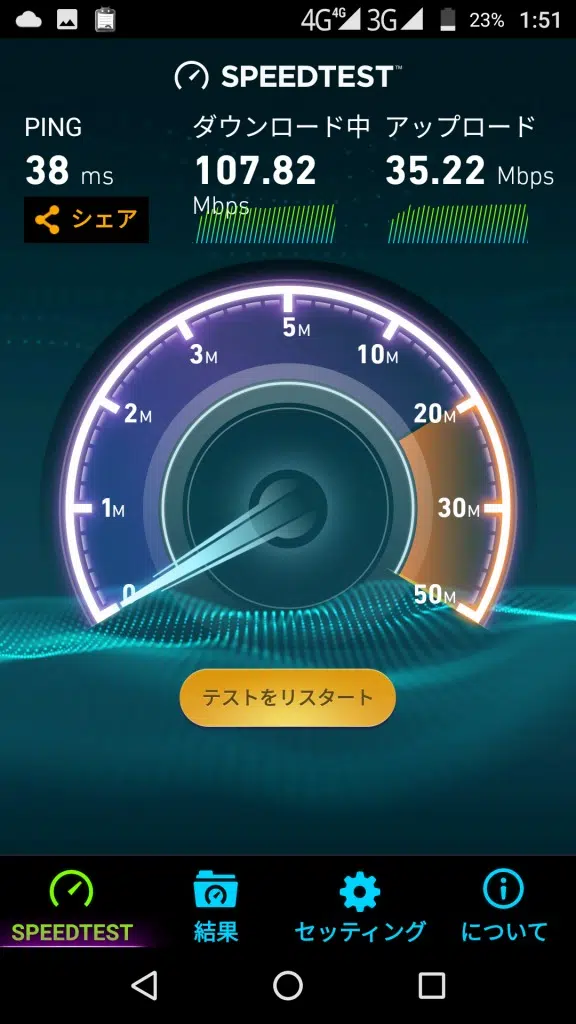 4G 4G 3G 23% 1:51
SPEEDTEST™
PING ダウンロード中 アップロード
38 ms 107.82 Mbps 35.22 Mbps
シェア
5M
3M 10M
2M 20M
1M 30M
0 50M
テストをリスタート
SPEEDTEST 結果 セッティング について